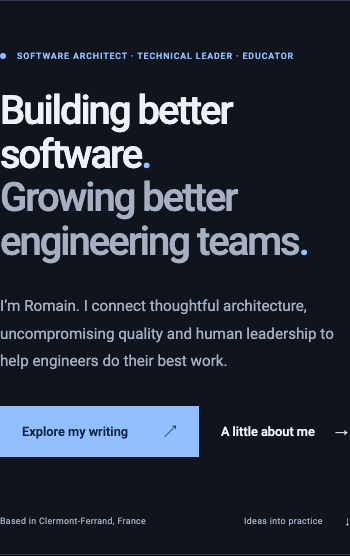 SOFTWARE ARCHITECT · TECHNICAL LEADER · EDUCATOR
Building better
software.
Growing better
engineering teams.
I’m Romain. I connect thoughtful architecture,
uncompromising quality and human leadership to
help engineers do their best work.
Explore my writing ↗
A little about me →
Based in Clermont-Ferrand, France
Ideas into practice ↓